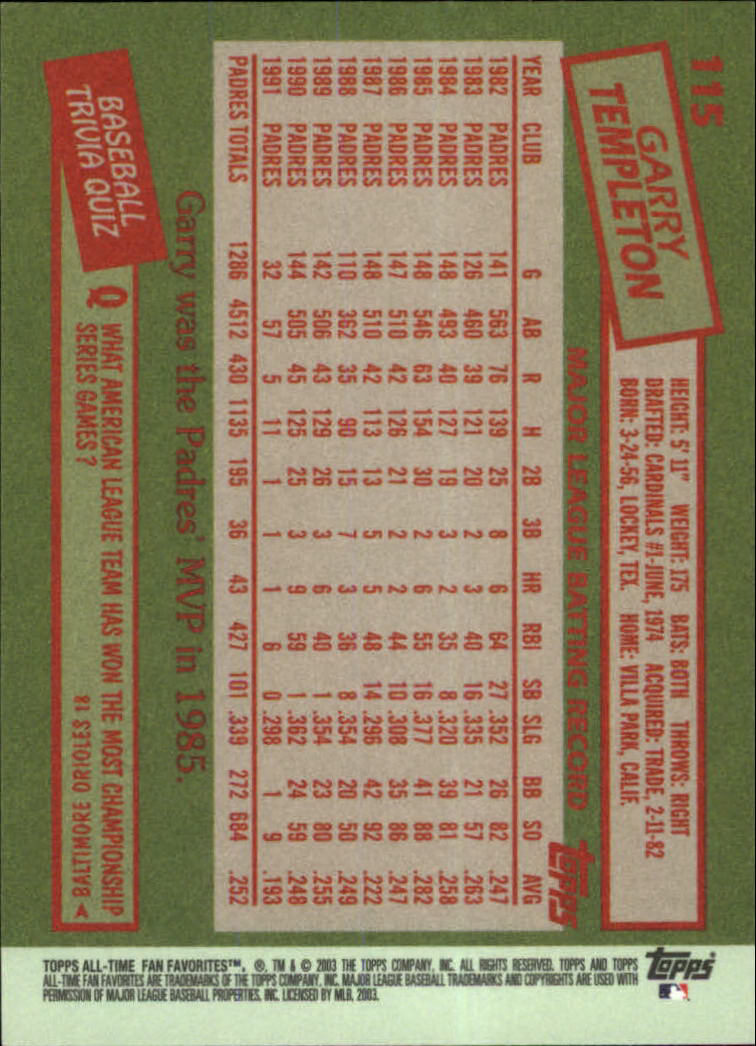 115
GARRY
TEMPLETON
HEIGHT: 5' 11" WEIGHT: 175 BATS: BOTH THROWS: RIGHT
DRAFTED: CARDINALS #1-JUNE, 1974 ACQUIRED: TRADE, 2-11-82
BORN: 3-24-56, LOCKEY, TEX. HOME: VILLA PARK, CALIF.
MAJOR LEAGUE BATTING RECORD
topps
YEAR CLUB G AB R H 2B 3B HR RBI SB SLG BB SO AVG
1982 PADRES 141 563 76 139 25 8 6 64 27 .352 26 82 .247
1983 PADRES 126 460 39 121 20 2 3 40 16 .335 21 57 .263
1984 PADRES 148 493 40 127 19 3 2 35 8 .320 39 81 .258
1985 PADRES 148 546 63 154 30 2 6 55 16 .377 41 88 .282
1986 PADRES 147 510 42 126 21 2 2 44 10 .308 35 86 .247
1987 PADRES 148 510 42 113 13 5 5 48 14 .296 42 92 .222
1988 PADRES 110 362 35 90 15 7 3 36 8 .354 20 50 .249
1989 PADRES 142 506 43 129 26 3 6 40 1 .354 23 80 .255
1990 PADRES 144 505 45 125 25 3 9 59 1 .362 24 59 .248
1991 PADRES 32 57 5 11 1 1 1 6 0 .298 1 9 .193
PADRES TOTALS 1286 4512 430 1135 195 36 43 427 101 .339 272 684 .252
Garry was the Padres' MVP in 1985.
BASEBALL
TRIVIA QUIZ
Q WHAT AMERICAN LEAGUE TEAM HAS WON THE MOST CHAMPIONSHIP
SERIES GAMES?
A BALTIMORE ORIOLES 18
TOPPS ALL-TIME FAN FAVORITES™, ®, TM & © 2003 THE TOPPS COMPANY, INC. ALL RIGHTS RESERVED. TOPPS AND TOPPS
ALL-TIME FAN FAVORITES ARE TRADEMARKS OF THE TOPPS COMPANY, INC. MAJOR LEAGUE BASEBALL TRADEMARKS AND COPYRIGHTS ARE USED WITH
PERMISSION OF MAJOR LEAGUE BASEBALL PROPERTIES, INC. LICENSED BY MLB, 2003.
topps